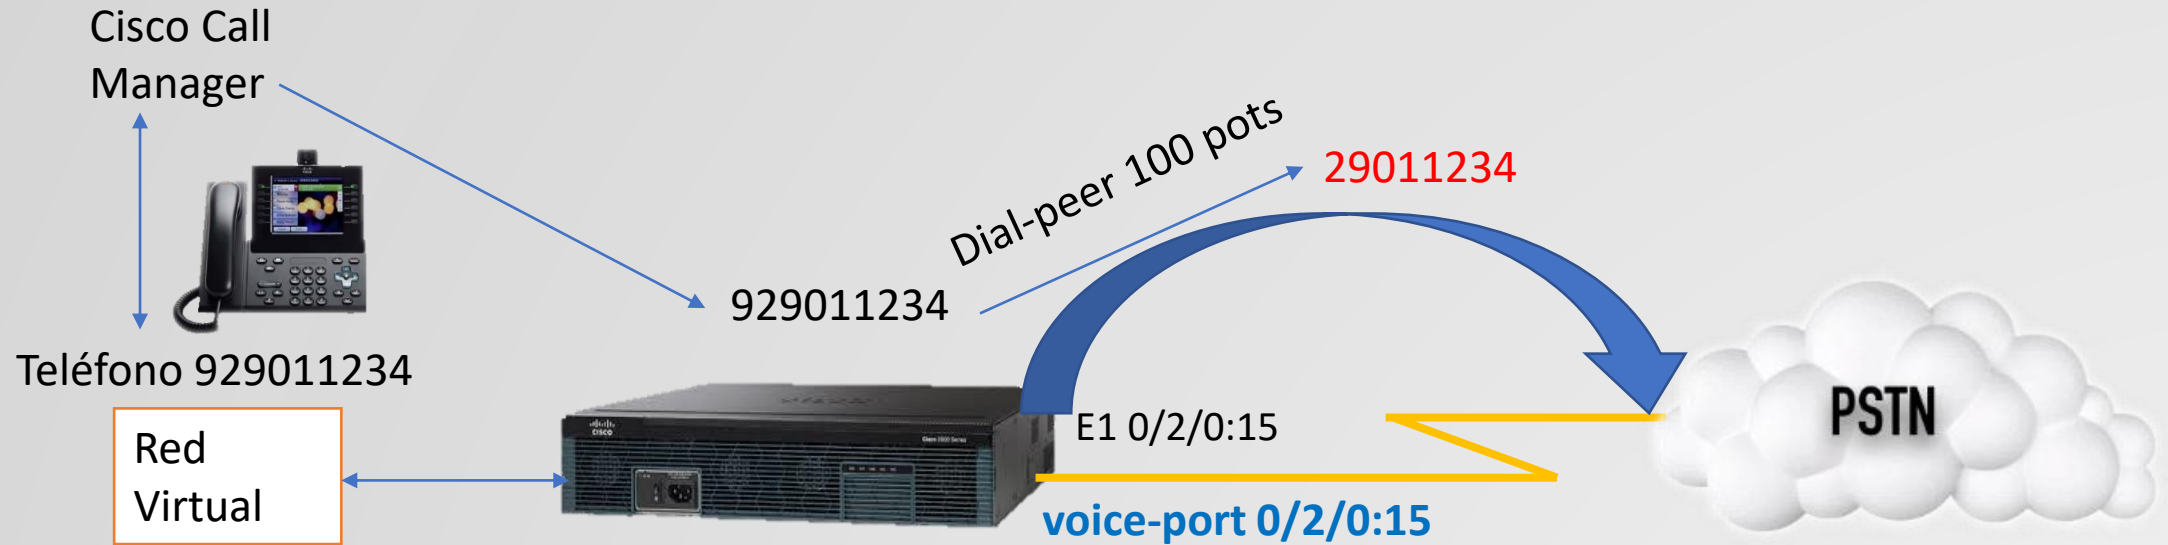 Cisco Call
Manager
Dial-peer 100 pots
29011234
929011234
Teléfono 929011234
E1 0/2/0:15
PSTN
Red
Virtual
voice-port 0/2/0:15
CISCO